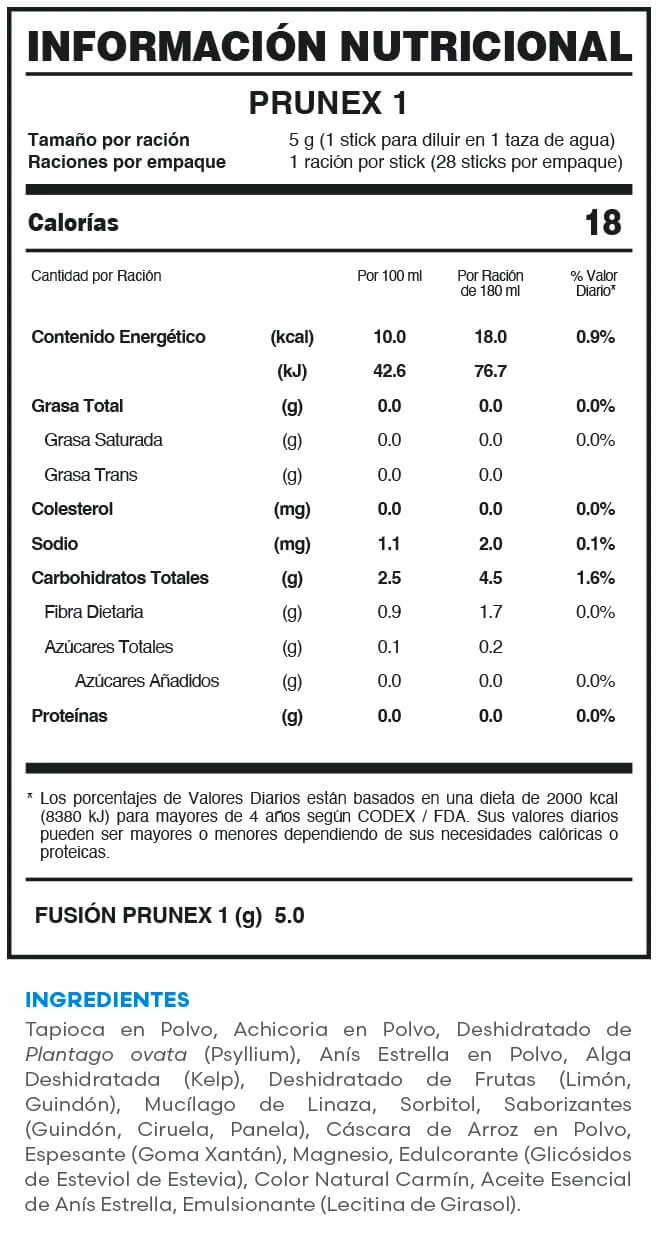 INFORMACIÓN NUTRICIONAL
PRUNEX 1
Tamaño por ración 5 g (1 stick para diluir en 1 taza de agua)
Raciones por empaque 1 ración por stick (28 sticks por empaque)
Calorías 18
Cantidad por Ración Por 100 ml Por Ración de 180 ml % Valor Diario*
Contenido Energético (kcal) 10.0 18.0 0.9%
(kJ) 42.6 76.7
Grasa Total (g) 0.0 0.0 0.0%
Grasa Saturada (g) 0.0 0.0 0.0%
Grasa Trans (g) 0.0 0.0
Colesterol (mg) 0.0 0.0 0.0%
Sodio (mg) 1.1 2.0 0.1%
Carbohidratos Totales (g) 2.5 4.5 1.6%
Fibra Dietaria (g) 0.9 1.7 0.0%
Azúcares Totales (g) 0.1 0.2
Azúcares Añadidos (g) 0.0 0.0 0.0%
Proteínas (g) 0.0 0.0 0.0%
* Los porcentajes de Valores Diarios están basados en una dieta de 2000 kcal
(8380 kJ) para mayores de 4 años según CODEX / FDA. Sus valores diarios
pueden ser mayores o menores dependiendo de sus necesidades calóricas o
proteicas.
FUSIÓN PRUNEX 1 (g) 5.0
INGREDIENTES
Tapioca en Polvo, Achicoria en Polvo, Deshidratado de
Plantago ovata (Psyllium), Anís Estrella en Polvo, Alga
Deshidratada (Kelp), Deshidratado de Frutas (Limón,
Guindón), Mucílago de Linaza, Sorbitol, Saborizantes
(Guindón, Ciruela, Panela), Cáscara de Arroz en Polvo,
Espesante (Goma Xantán), Magnesio, Edulcorante (Glicósidos
de Esteviol de Estevia), Color Natural Carmín, Aceite Esencial
de Anís Estrella, Emulsionante (Lecitina de Girasol).